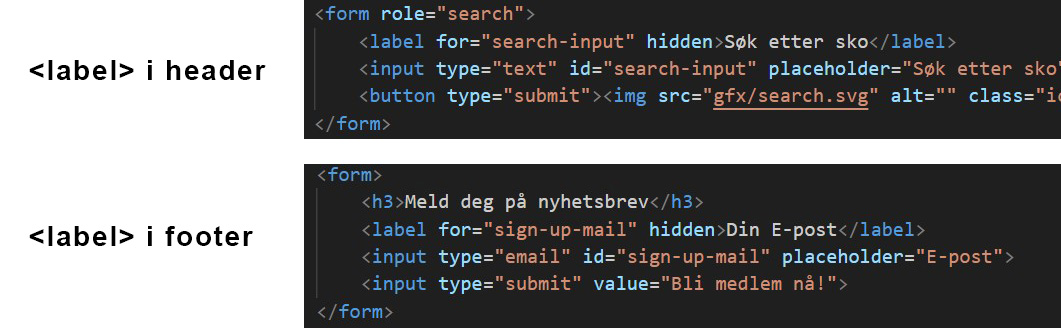 <label> i header
<form role="search">
<label for="search-input" hidden>Søk etter sko</label>
<input type="text" id="search-input" placeholder="Søk etter sko"
<button type="submit"><img src="gfx/search.svg" alt="" class="ic
</form>
<label> i footer
<form>
<h3>Meld deg på nyhetsbrev</h3>
<label for="sign-up-mail" hidden>Din E-post</label>
<input type="email" id="sign-up-mail" placeholder="E-post">
<input type="submit" value="Bli medlem nå!">
</form>